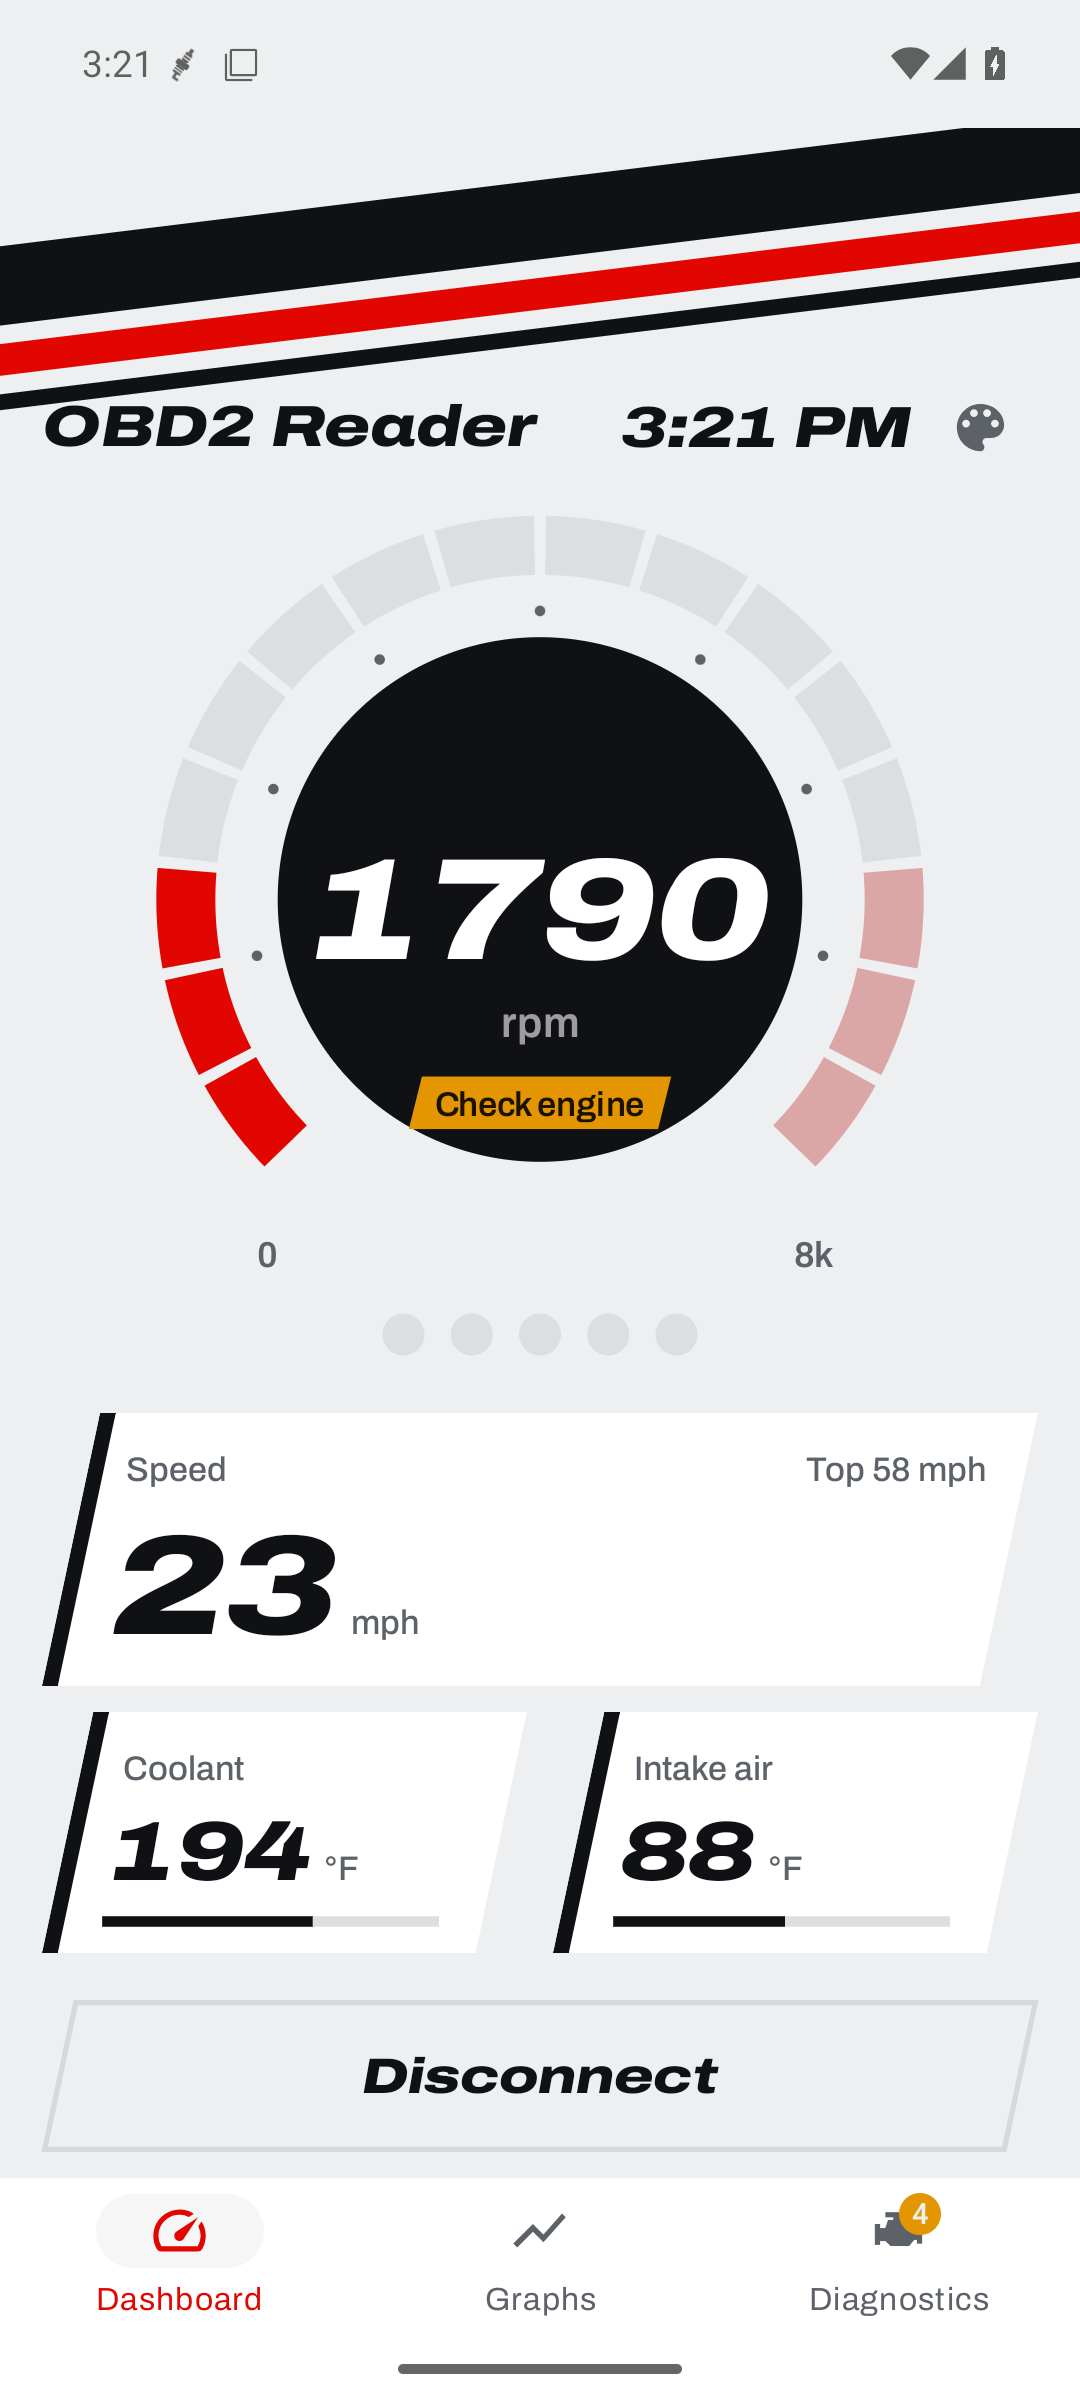 3:21
OBD2 Reader 3:21 PM
1790
rpm
Check engine
0 8k
Speed Top 58 mph
23 mph
Coolant Intake air
194 °F 88 °F
Disconnect
4
Dashboard Graphs Diagnostics